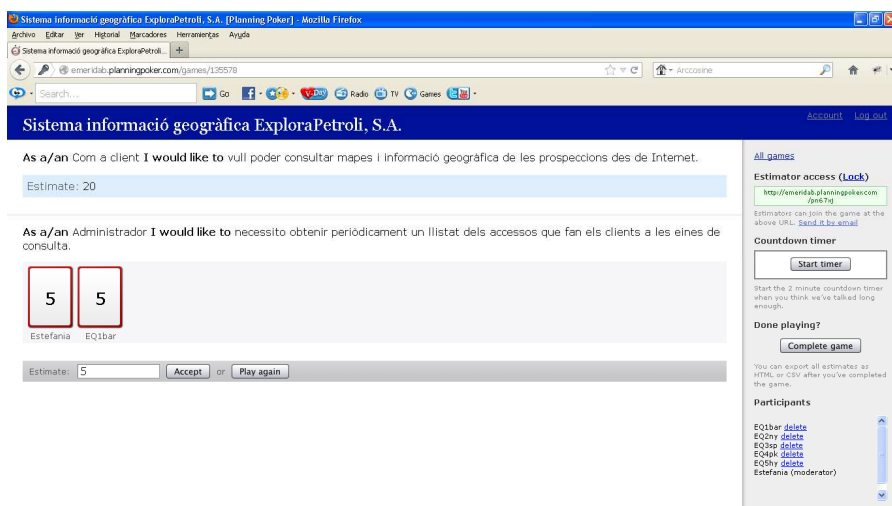 Sistema informació geogràfica ExploraPetroli, S.A. [Planning Poker] - Mozilla Firefox
Archivo Editar Ver Historial Marcadores Herramientas Ayuda
Sistema informació geogràfica ExploraPetroli... +
emeridab.planningpoker.com/games/135578
Arccosine
Search...
Go
Radio
TV
Games
Sistema informació geogràfica ExploraPetroli, S.A.
Account Log out
As a/an Com a client I would like to vull poder consultar mapes i informació geogràfica de les prospeccions des de Internet.
Estimate: 20
As a/an Administrador I would like to necessito obtenir periòdicament un llistat dels accessos que fan els clients a les eines de
consulta.
5 5
Estefania EQ1bar
Estimate: 5 Accept or Play again
All games
Estimator access (Lock)
http://emeridab.planningpoker.com
/pn67xj
Estimators can join the game at the
above URL. Send it by email
Countdown timer
Start timer
Start the 2 minute countdown timer
when you think we've talked long
enough.
Done playing?
Complete game
You can export all estimates as
HTML or CSV after you've completed
the game.
Participants
EQ1bar delete
EQ2ny delete
EQ3sp delete
EQ4pk delete
EQ5hy delete
Estefania (moderator)